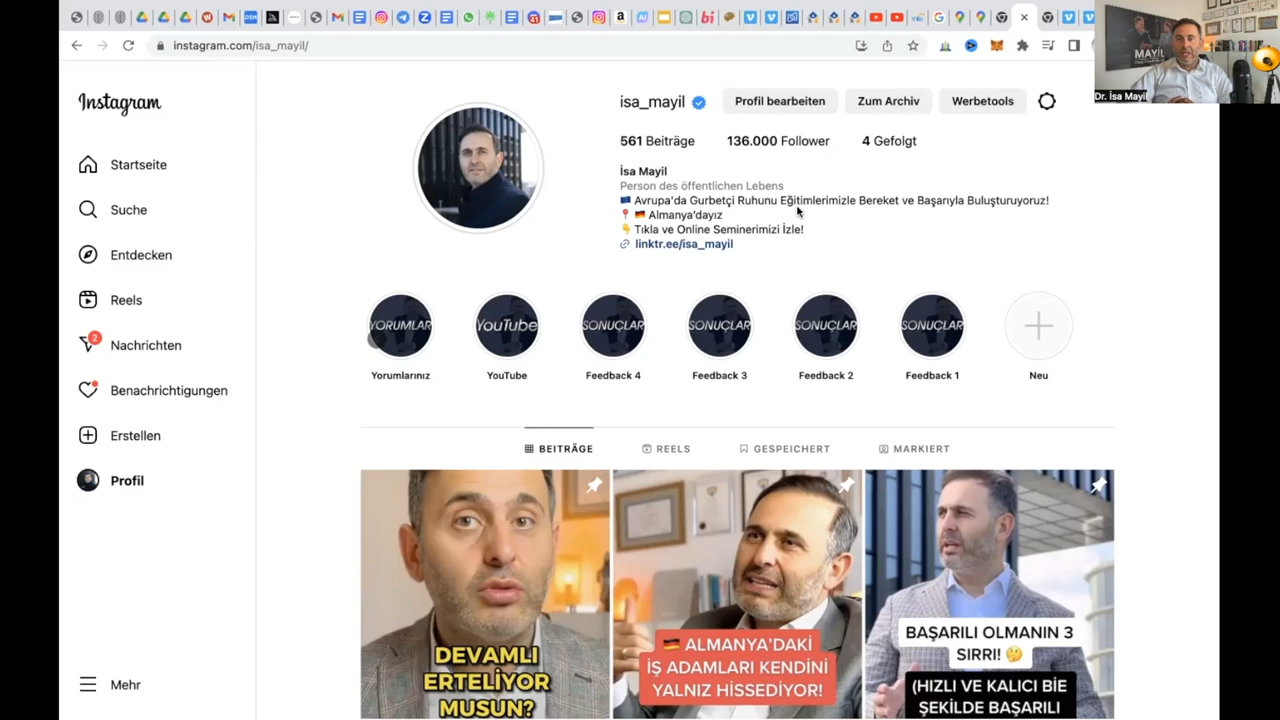 instagram.com/isa_mayil/
MAYİL
Dr. İsa Mayil
Instagram
isa_mayil
Profil bearbeiten
Zum Archiv
Werbetools
561 Beiträge
136.000 Follower
4 Gefolgt
İsa Mayil
Person des öffentlichen Lebens
Avrupa'da Gurbetçi Ruhunu Eğitimlerimizle Bereket ve Başarıyla Buluşturuyoruz!
Almanya'dayız
Tıkla ve Online Seminerimizi İzle!
linktr.ee/isa_mayil
Startseite
Suche
Entdecken
Reels
2
Nachrichten
Benachrichtigungen
Erstellen
Profil
Mehr
YORUMLAR
YouTube
SONUÇLAR
SONUÇLAR
SONUÇLAR
SONUÇLAR
Yorumlarınız
YouTube
Feedback 4
Feedback 3
Feedback 2
Feedback 1
Neu
BEITRÄGE
REELS
GESPEICHERT
MARKIERT
DEVAMLI
ERTELİYOR
MUSUN?
ALMANYA'DAKİ
İŞ ADAMLARI KENDİNİ
YALNIZ HİSSEDİYOR!
BAŞARILI OLMANIN 3
SIRRI!
(HIZLI VE KALICI BİE
ŞEKİLDE BAŞARILI